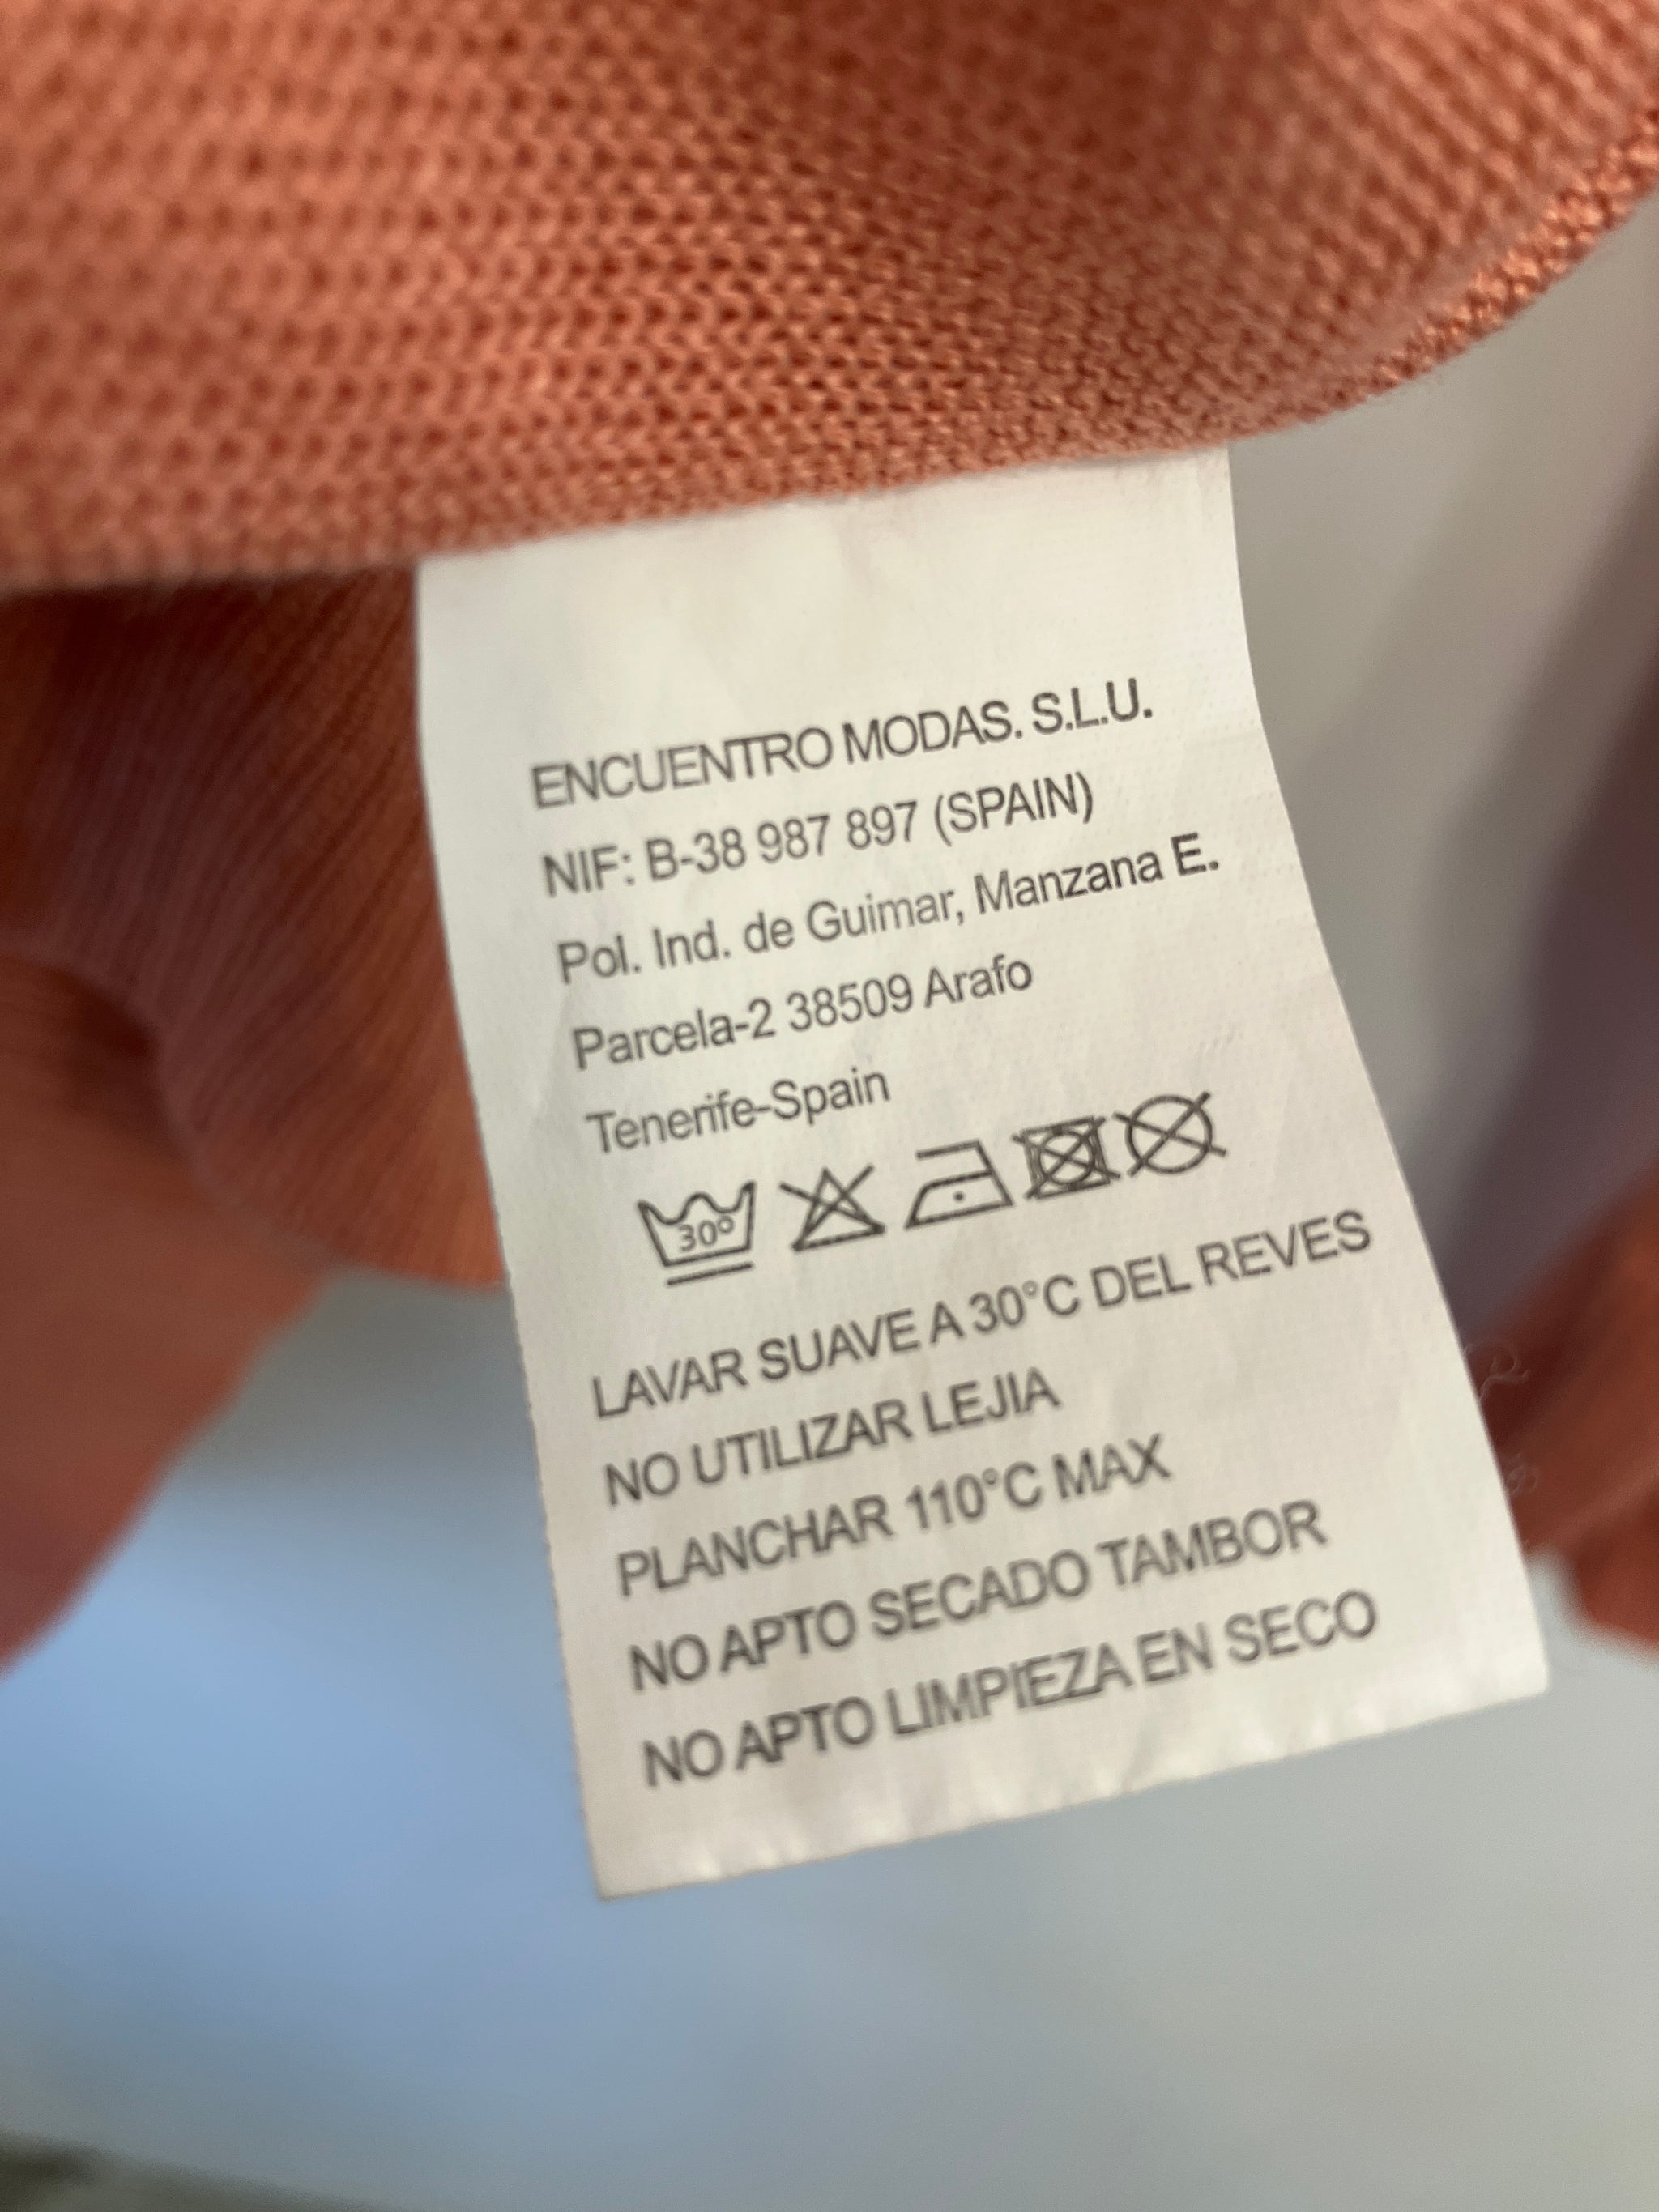 ENCUENTRO MODAS. S.L.U.
NIF: B-38 987 897 (SPAIN)
Pol. Ind. de Guimar, Manzana E.
Parcela-2 38509 Arafo
Tenerife-Spain
30º
LAVAR SUAVE A 30°C DEL REVES
NO UTILIZAR LEJIA
PLANCHAR 110°C MAX
NO APTO SECADO TAMBOR
NO APTO LIMPIEZA EN SECO